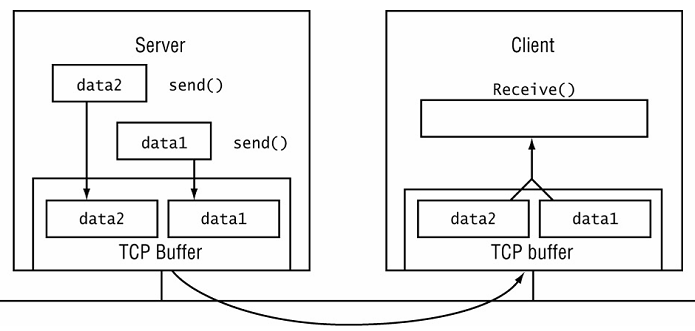 Server
data2 send()
data1 send()
data2 data1
TCP Buffer
Client
Receive()
data2 data1
TCP buffer